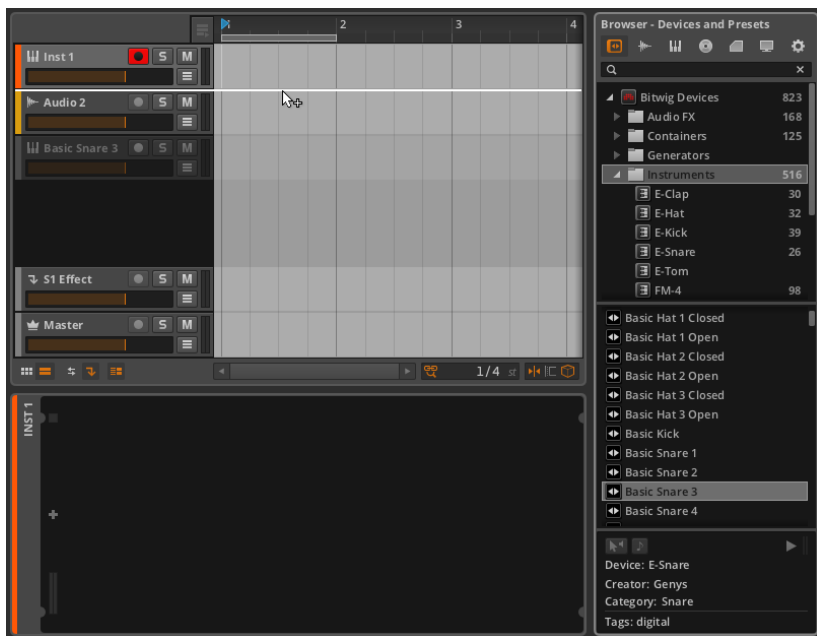 2 3 4
Inst 1 S M
Audio 2 S M
Basic Snare 3 S M
S1 Effect S M
Master S M
1/4 st
INST 1
Browser - Devices and Presets
Bitwig Devices 823
Audio FX 168
Containers 125
Generators
Instruments 516
E-Clap 30
E-Hat 32
E-Kick 39
E-Snare 26
E-Tom
FM-4 98
Basic Hat 1 Closed
Basic Hat 1 Open
Basic Hat 2 Closed
Basic Hat 2 Open
Basic Hat 3 Closed
Basic Hat 3 Open
Basic Kick
Basic Snare 1
Basic Snare 2
Basic Snare 3
Basic Snare 4
Device: E-Snare
Creator: Genys
Category: Snare
Tags: digital